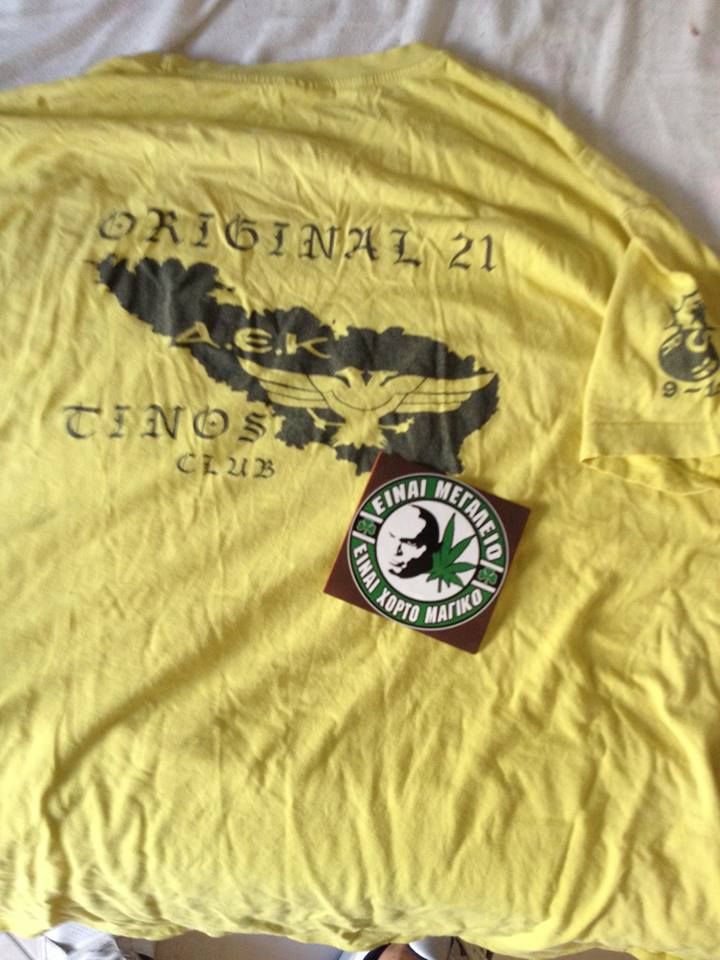 ORIGINAL 21
A.E.K
TINOS
CLUB
ΕΙΝΑΙ ΜΕΓΑΛΕΙΟ
ΕΙΝΑΙ ΧΟΡΤΟ ΜΑΓΙΚΟ